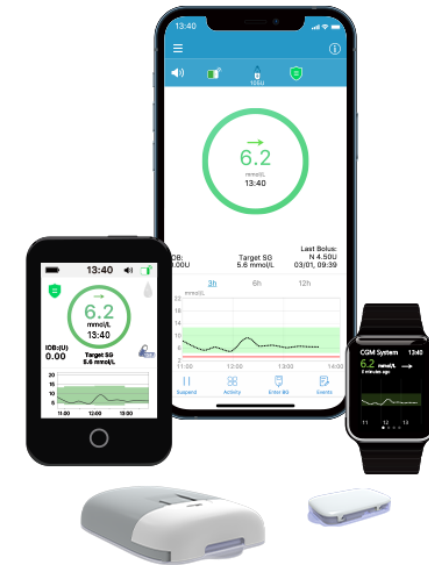 13:40
100U
6.2
mmol/L
13:40
IOB:
0.00U
Target SG
5.6 mmol/L
Last Bolus:
N 4.50U
03/01, 09:39
3h 6h 12h
mmol/L
22
18
14
10
6
2
11:00 12:00 13:00 14:00
Suspend Activity Enter BG Events
13:40
6.2
mmol/L
13:40
IOB:(U)
0.00
Target SG
5.6 mmol/L
20
15
10
5
11:00 12:00 13:00
CGM System 13:40
6.2 mmol/L
11 12 13